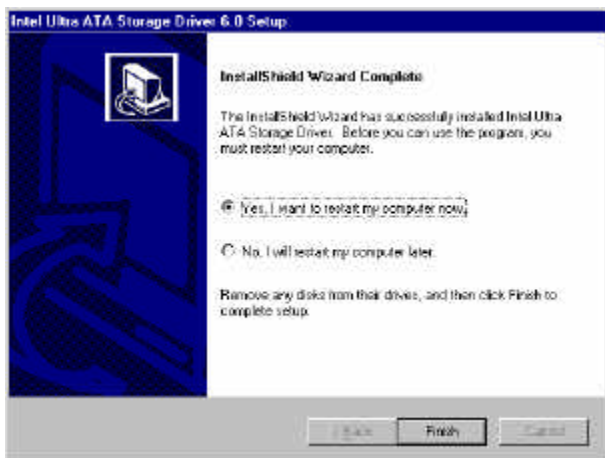 Intel Ultra ATA Storage Driver 6.0 Setup
InstallShield Wizard Complete
The InstallShield Wizard has successfully installed Intel Ultra
ATA Storage Driver. Before you can use the program, you
must restart your computer.
Yes, I want to restart my computer now.
No, I will restart my computer later.
Remove any disks from their drives, and then click Finish to
complete setup.
< Back
Finish
Cancel